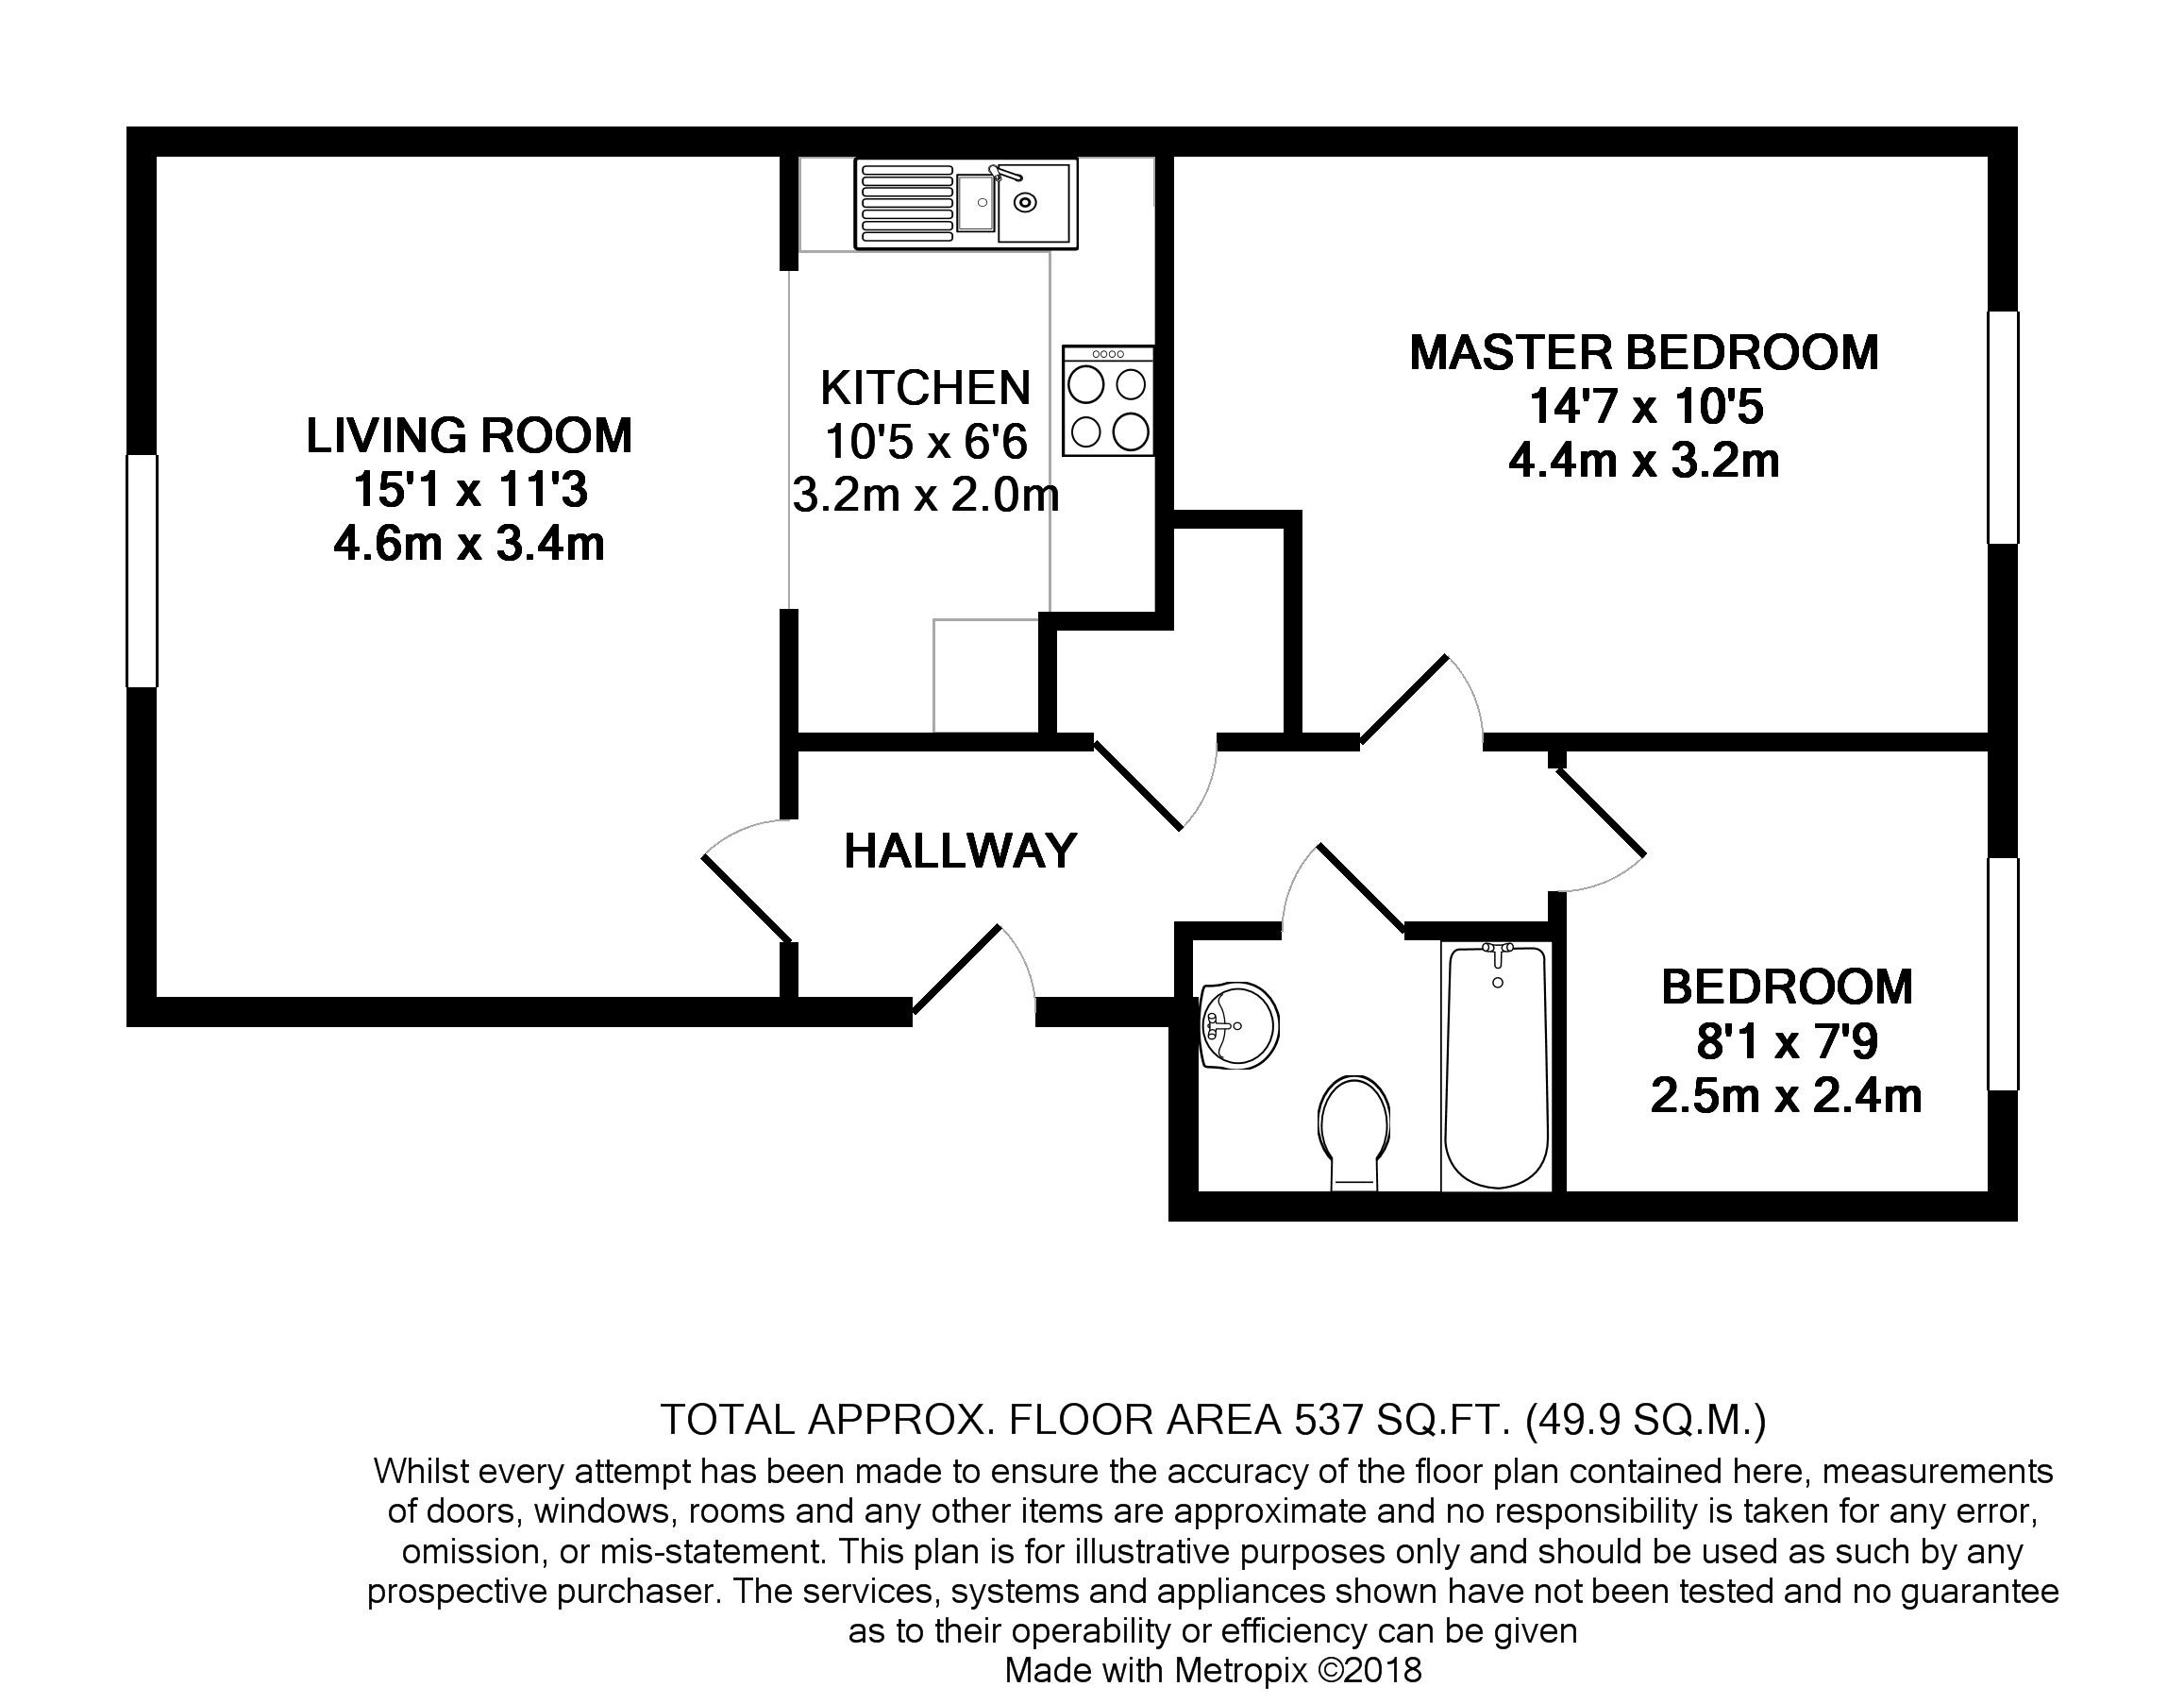 LIVING ROOM
15'1 x 11'3
4.6m x 3.4m
KITCHEN
10'5 x 6'6
3.2m x 2.0m
MASTER BEDROOM
14'7 x 10'5
4.4m x 3.2m
HALLWAY
BEDROOM
8'1 x 7'9
2.5m x 2.4m
TOTAL APPROX. FLOOR AREA 537 SQ.FT. (49.9 SQ.M.)
Whilst every attempt has been made to ensure the accuracy of the floor plan contained here, measurements
of doors, windows, rooms and any other items are approximate and no responsibility is taken for any error,
omission, or mis-statement. This plan is for illustrative purposes only and should be used as such by any
prospective purchaser. The services, systems and appliances shown have not been tested and no guarantee
as to their operability or efficiency can be given
Made with Metropix ©2018